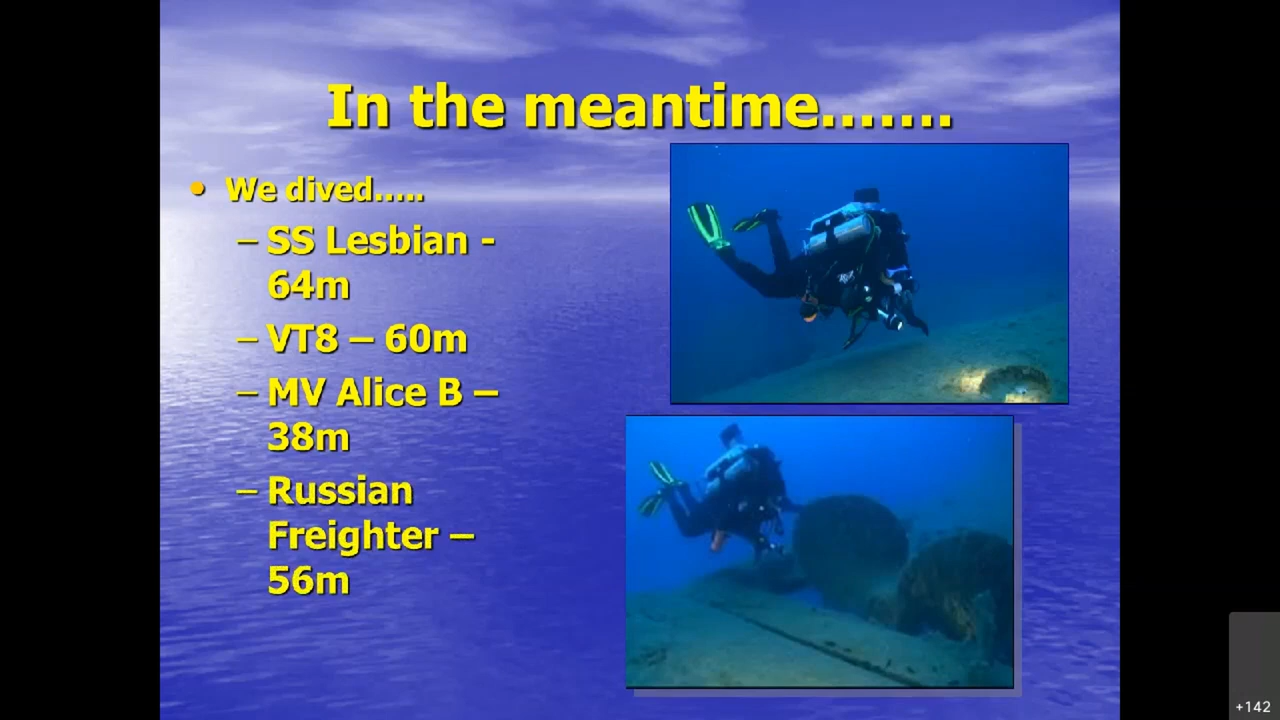 In the meantime.......
• We dived.....
– SS Lesbian -
64m
– VT8 – 60m
– MV Alice B –
38m
– Russian
Freighter –
56m
+142